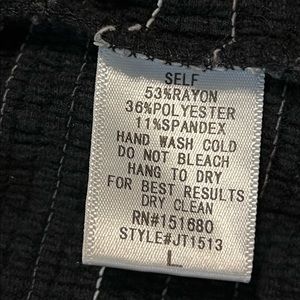 SELF
53%RAYON
36%POLYESTER
11%SPANDEX
HAND WASH COLD
DO NOT BLEACH
HANG TO DRY
FOR BEST RESULTS
DRY CLEAN
RN#151680
STYLE#JT1513
L